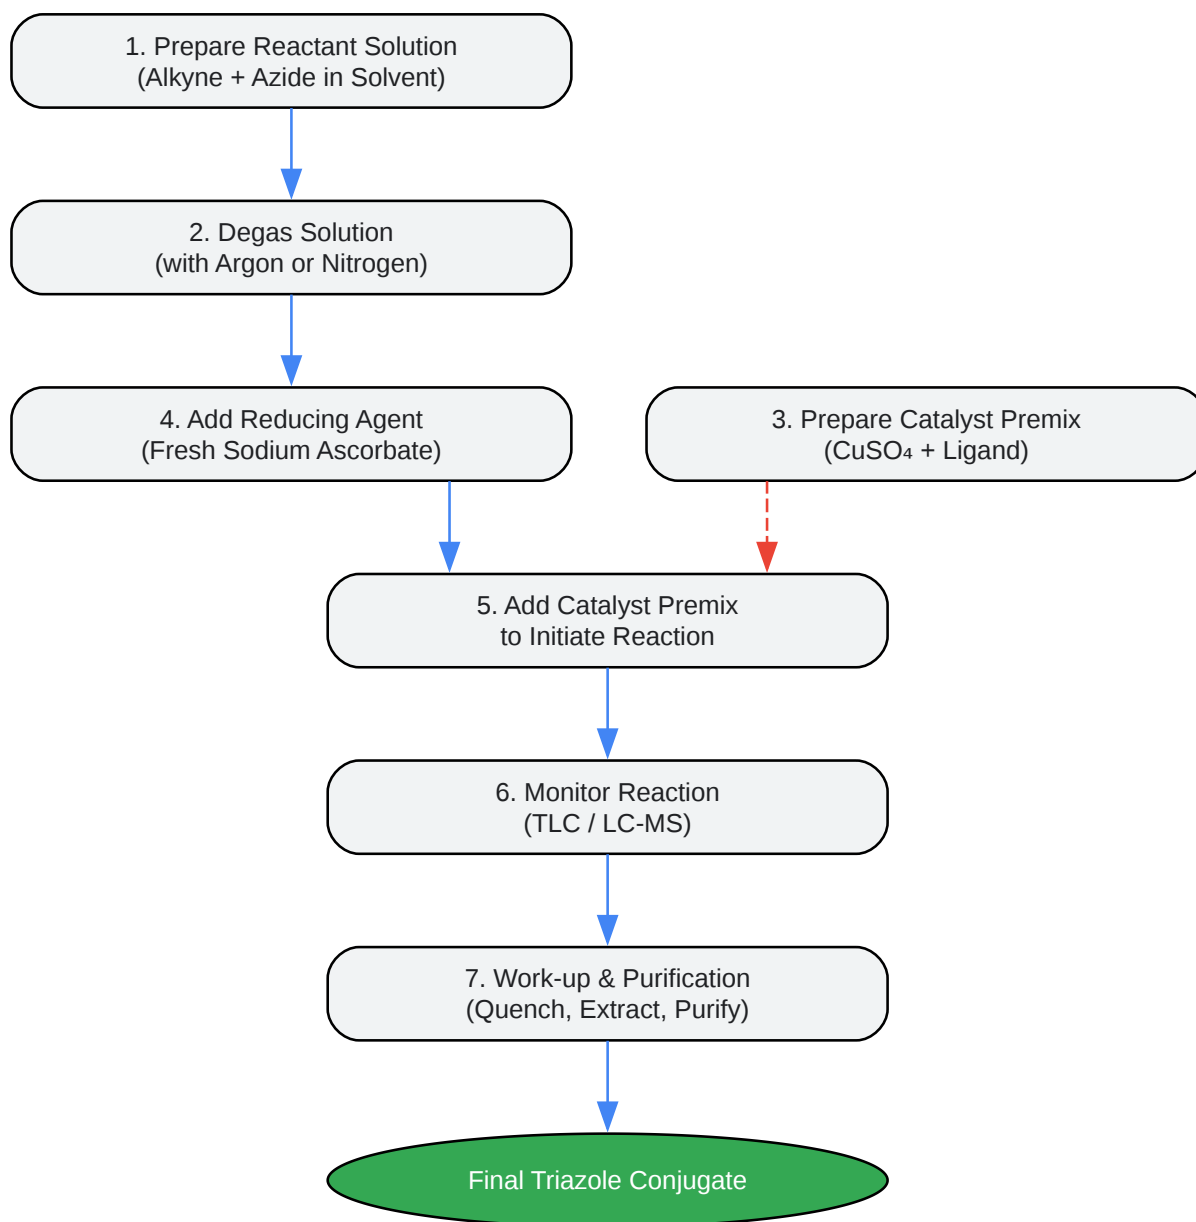 1. Prepare Reactant Solution
(Alkyne + Azide in Solvent)
2. Degas Solution
(with Argon or Nitrogen)
4. Add Reducing Agent
(Fresh Sodium Ascorbate)
3. Prepare Catalyst Premix
(CuSO₄ + Ligand)
5. Add Catalyst Premix
to Initiate Reaction
6. Monitor Reaction
(TLC / LC-MS)
7. Work-up & Purification
(Quench, Extract, Purify)
Final Triazole Conjugate